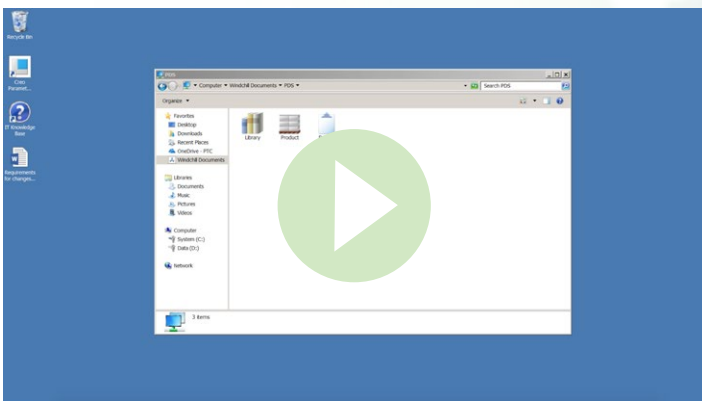 Recycle Bin
Creo
Paramet...
IT Knowledge
Base
Requirements
for changes...
PDS
Computer
Windchill Documents
PDS
Search PDS
Organize
Favorites
Desktop
Downloads
Recent Places
OneDrive - PTC
Windchill Documents
Libraries
Documents
Music
Pictures
Videos
Computer
System (C:)
Data (D:)
Network
Library
Product
3 items